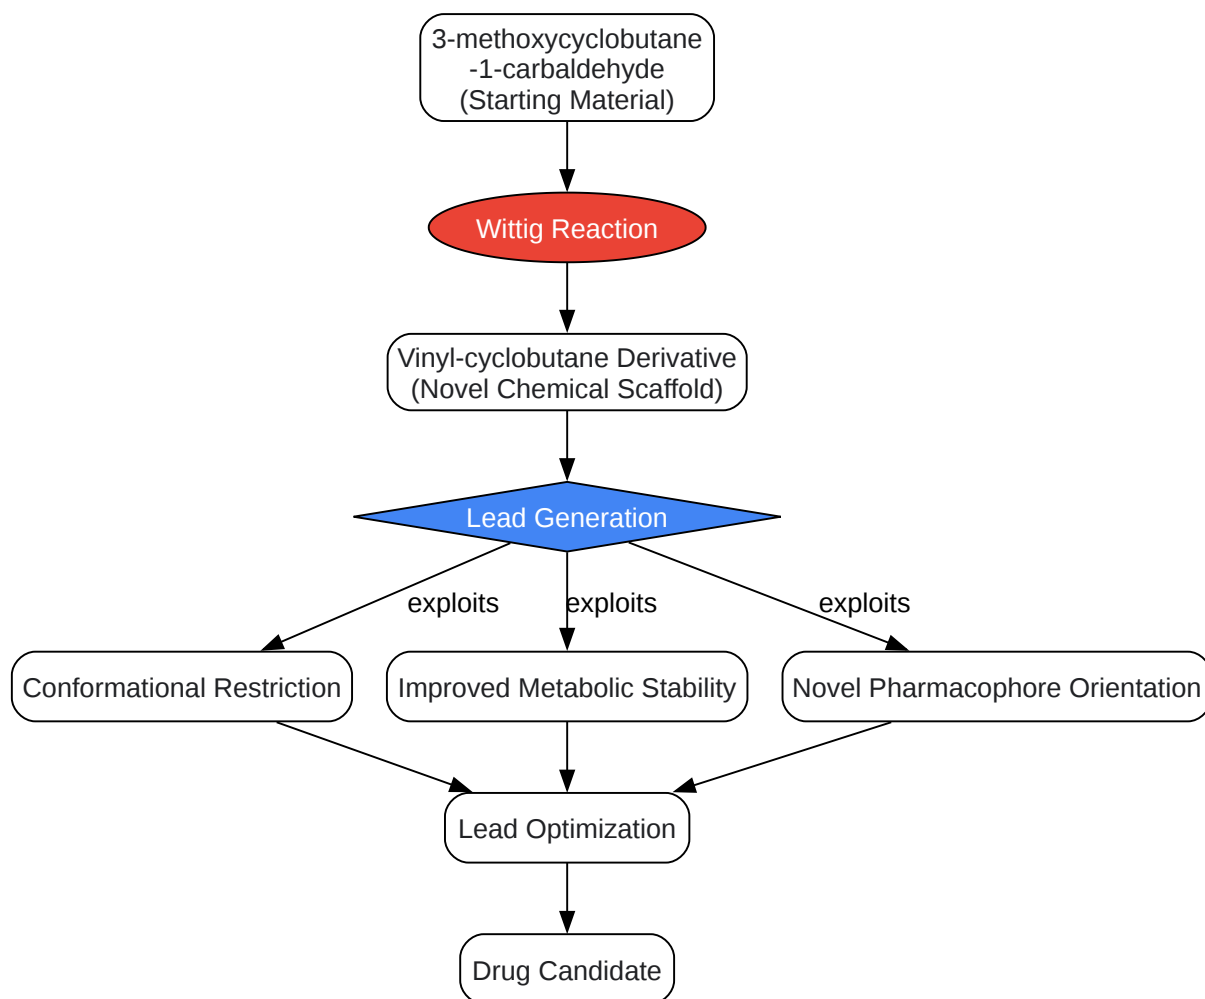 3-methoxycyclobutane
-1-carbaldehyde
(Starting Material)
Wittig Reaction
Vinyl-cyclobutane Derivative
(Novel Chemical Scaffold)
Lead Generation
exploits
exploits
exploits
Conformational Restriction
Improved Metabolic Stability
Novel Pharmacophore Orientation
Lead Optimization
Drug Candidate